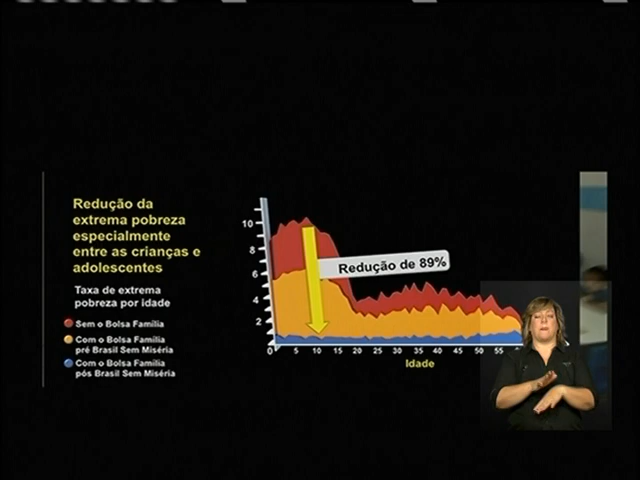 Redução da
extrema pobreza
especialmente
entre as crianças e
adolescentes
Taxa de extrema
pobreza por idade
Sem o Bolsa Família
Com o Bolsa Família
pré Brasil Sem Miséria
Com o Bolsa Família
pós Brasil Sem Miséria
10
8
6
4
2
0
Redução de 89%
0 5 10 15 20 25 30 35 40 45 50 55
Idade